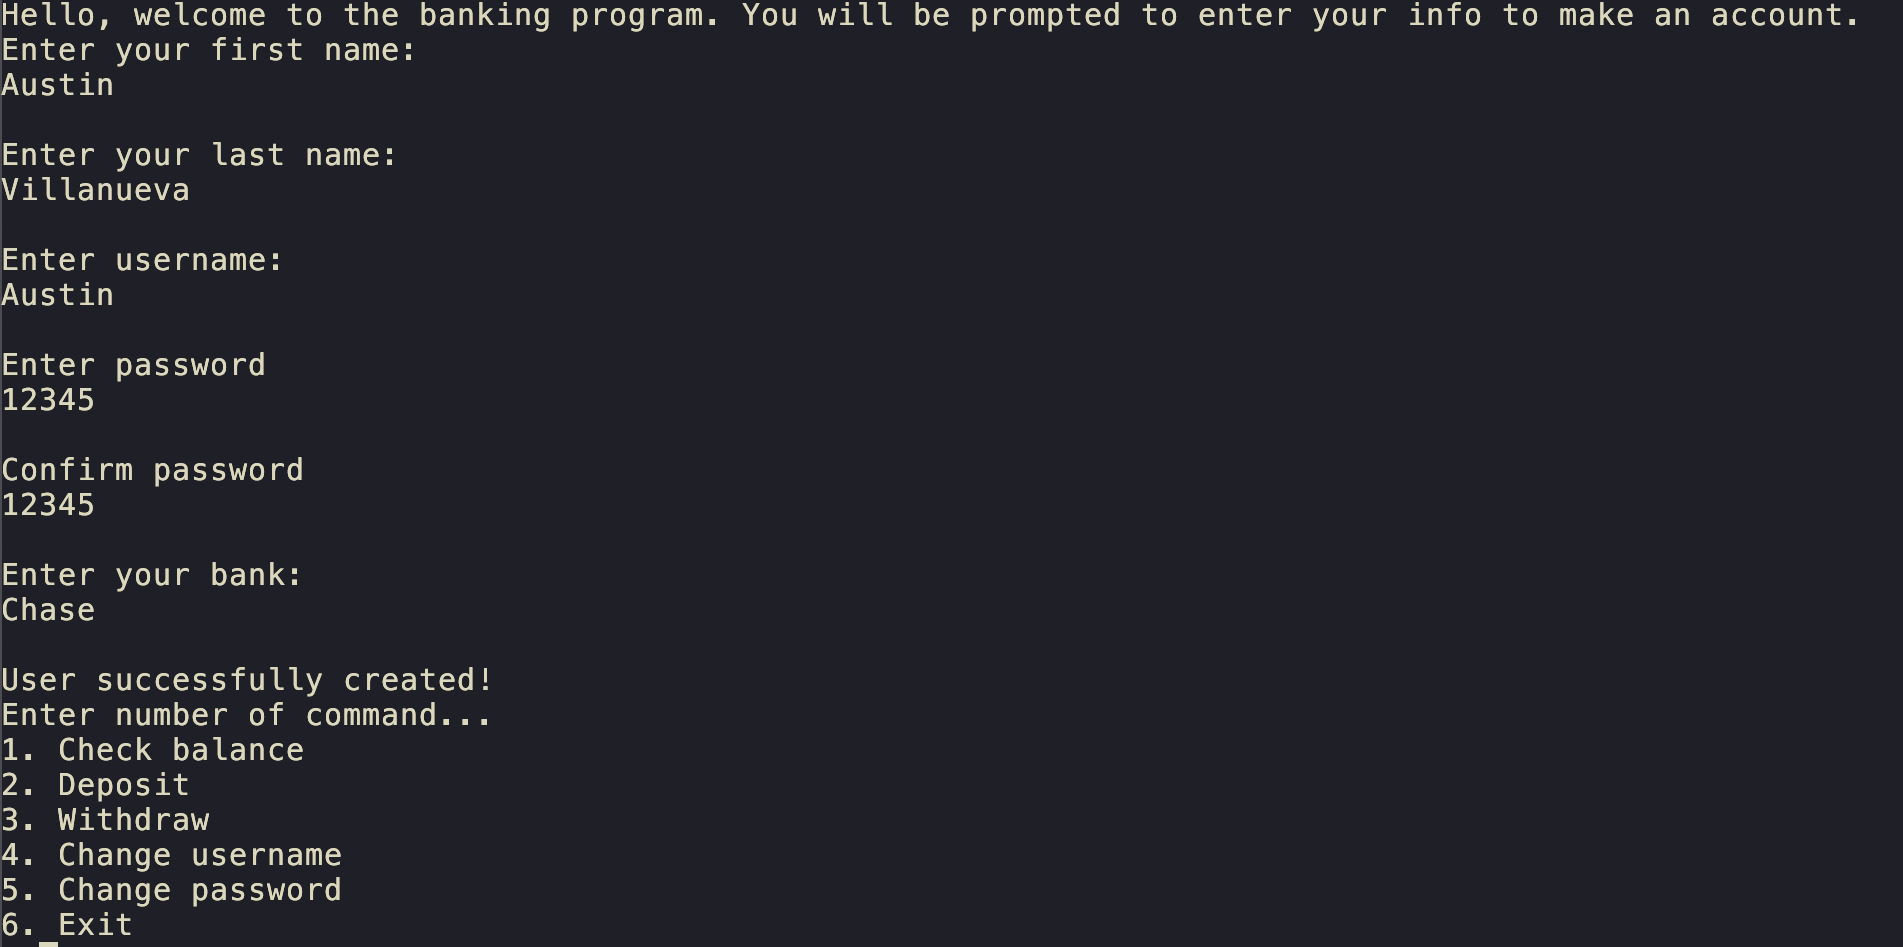 Hello, welcome to the banking program. You will be prompted to enter your info to make an account.
Enter your first name:
Austin
Enter your last name:
Villanueva
Enter username:
Austin
Enter password
12345
Confirm password
12345
Enter your bank:
Chase
User successfully created!
Enter number of command...
1. Check balance
2. Deposit
3. Withdraw
4. Change username
5. Change password
6. Exit